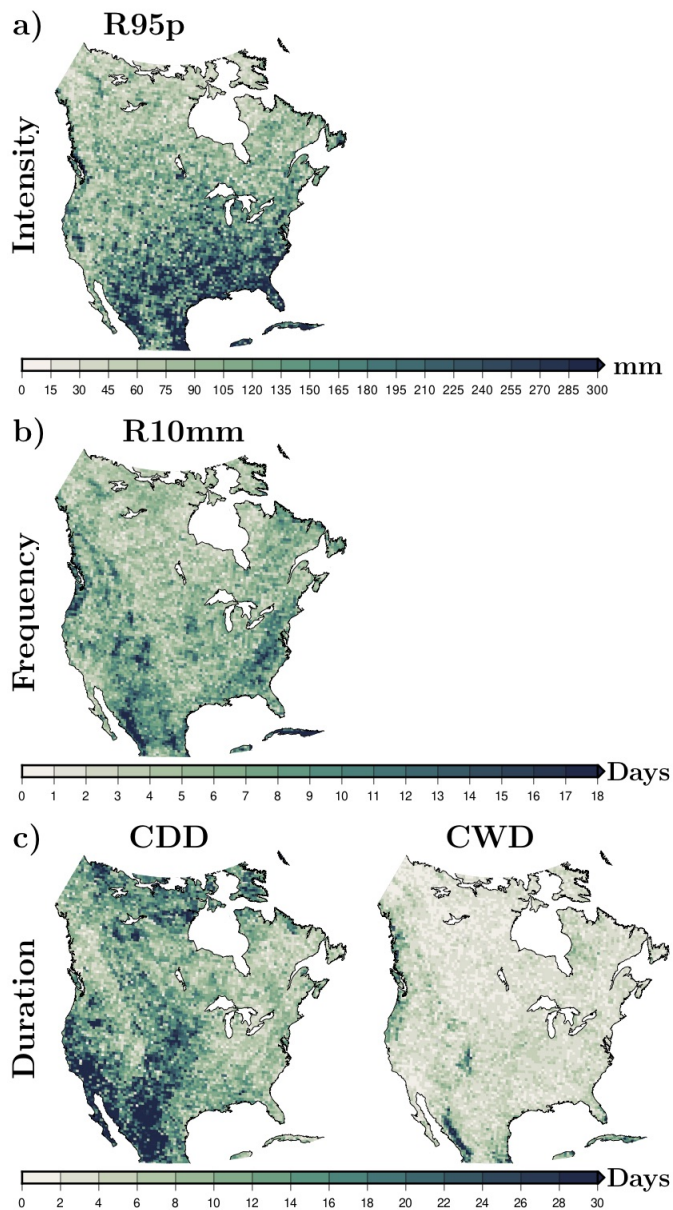 a) R95p
Intensity
0 15 30 45 60 75 90 105 120 135 150 165 180 195 210 225 240 255 270 285 300 mm
b) R10mm
Frequency
0 1 2 3 4 5 6 7 8 9 10 11 12 13 14 15 16 17 18 Days
c) CDD CWD
Duration
0 2 4 6 8 10 12 14 16 18 20 22 24 26 28 30 Days